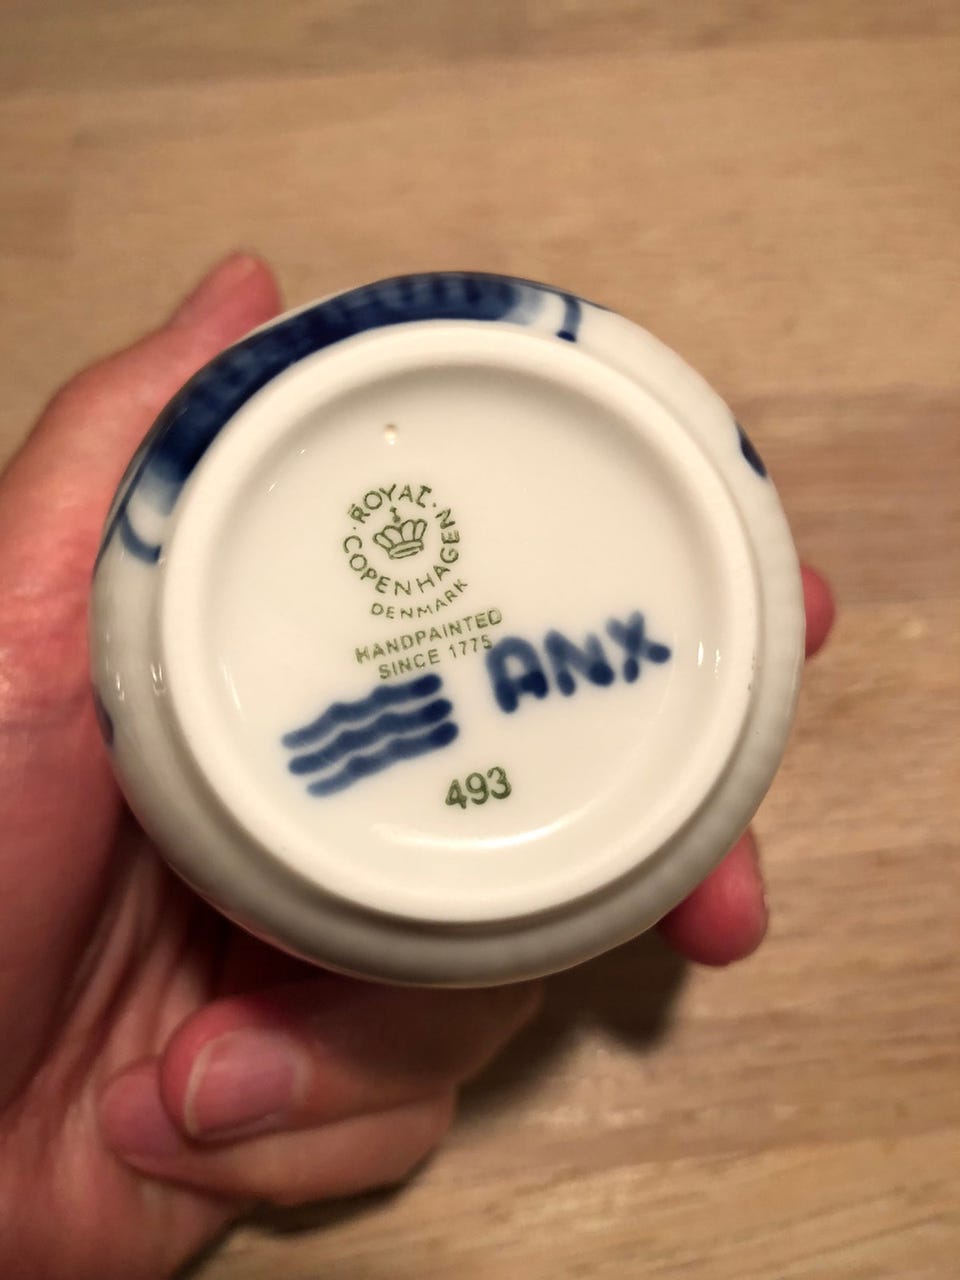 ROYAL
COPENHAGEN
DENMARK
HANDPAINTED
SINCE 1775
ANX
493